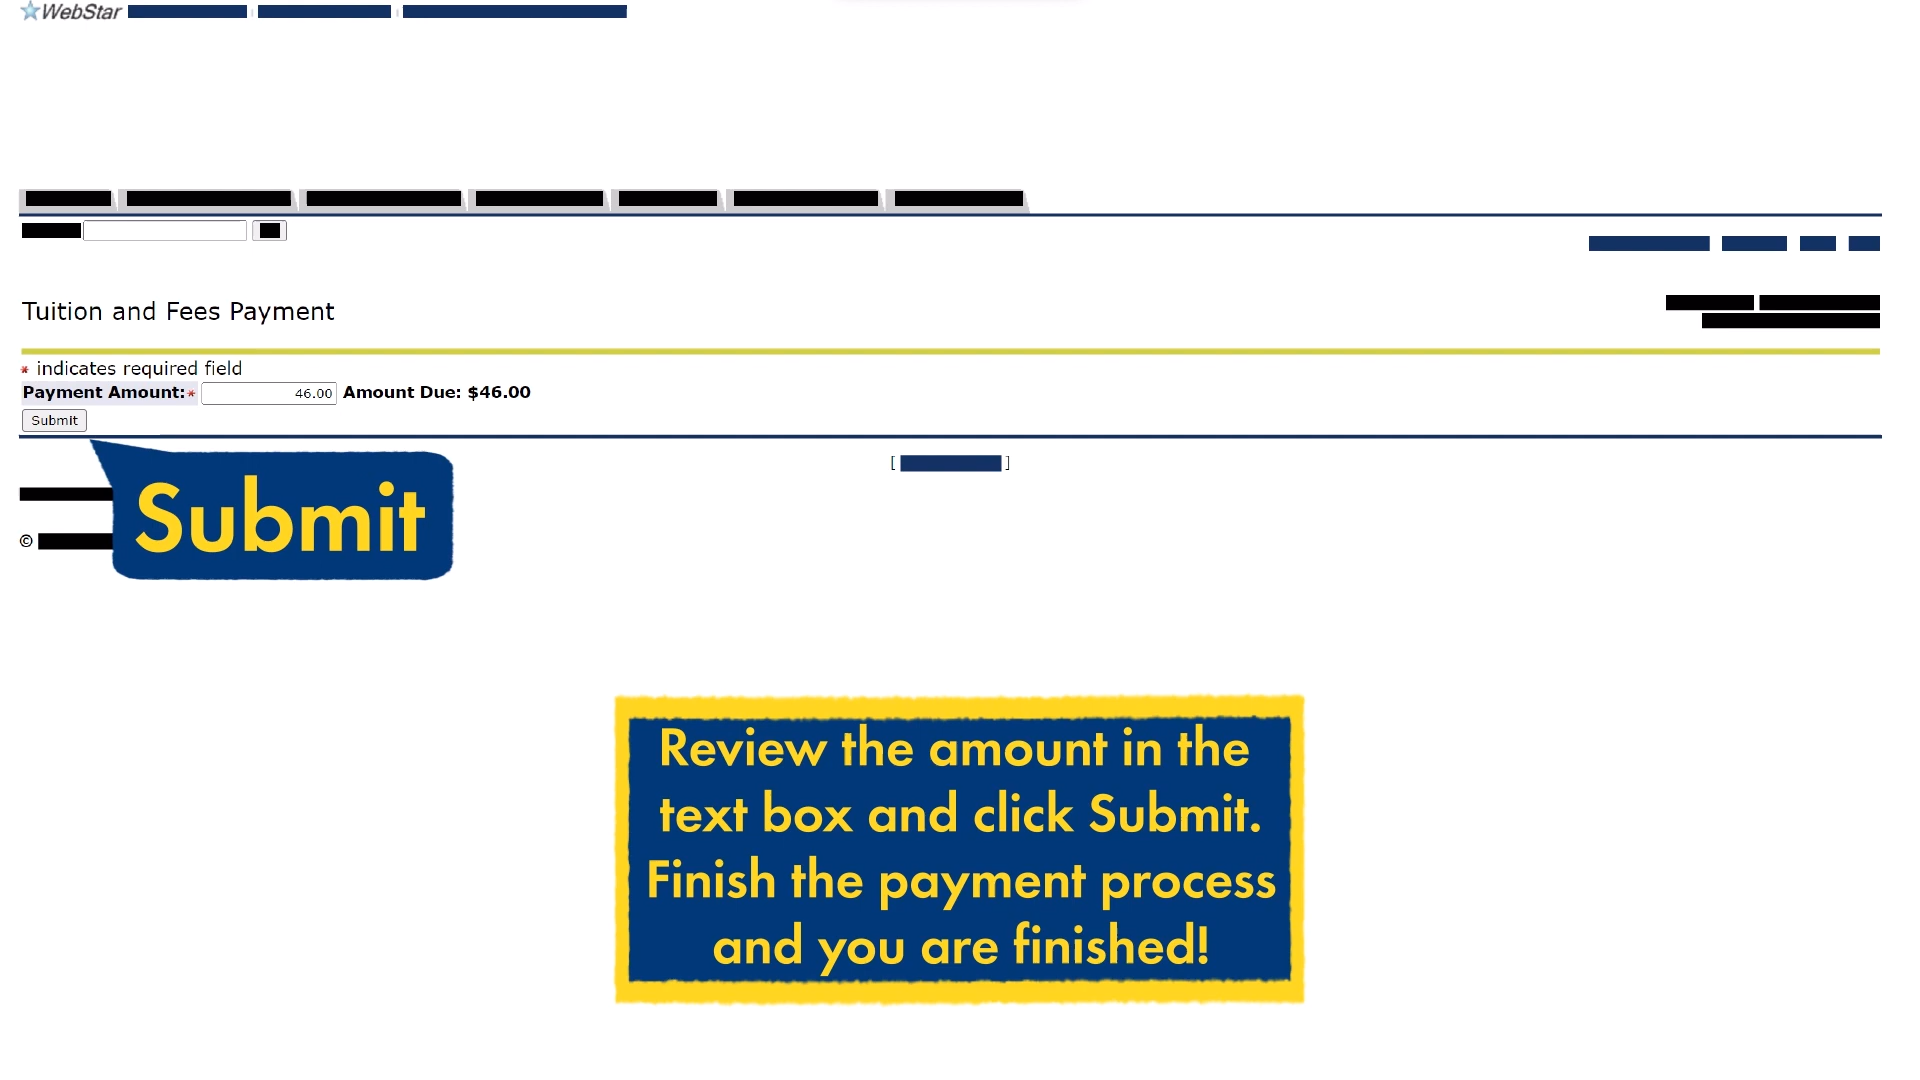 WebStar
Tuition and Fees Payment
* indicates required field
Payment Amount:* 46.00 Amount Due: $46.00
Submit
[ ]
©
Submit
Review the amount in the
text box and click Submit.
Finish the payment process
and you are finished!